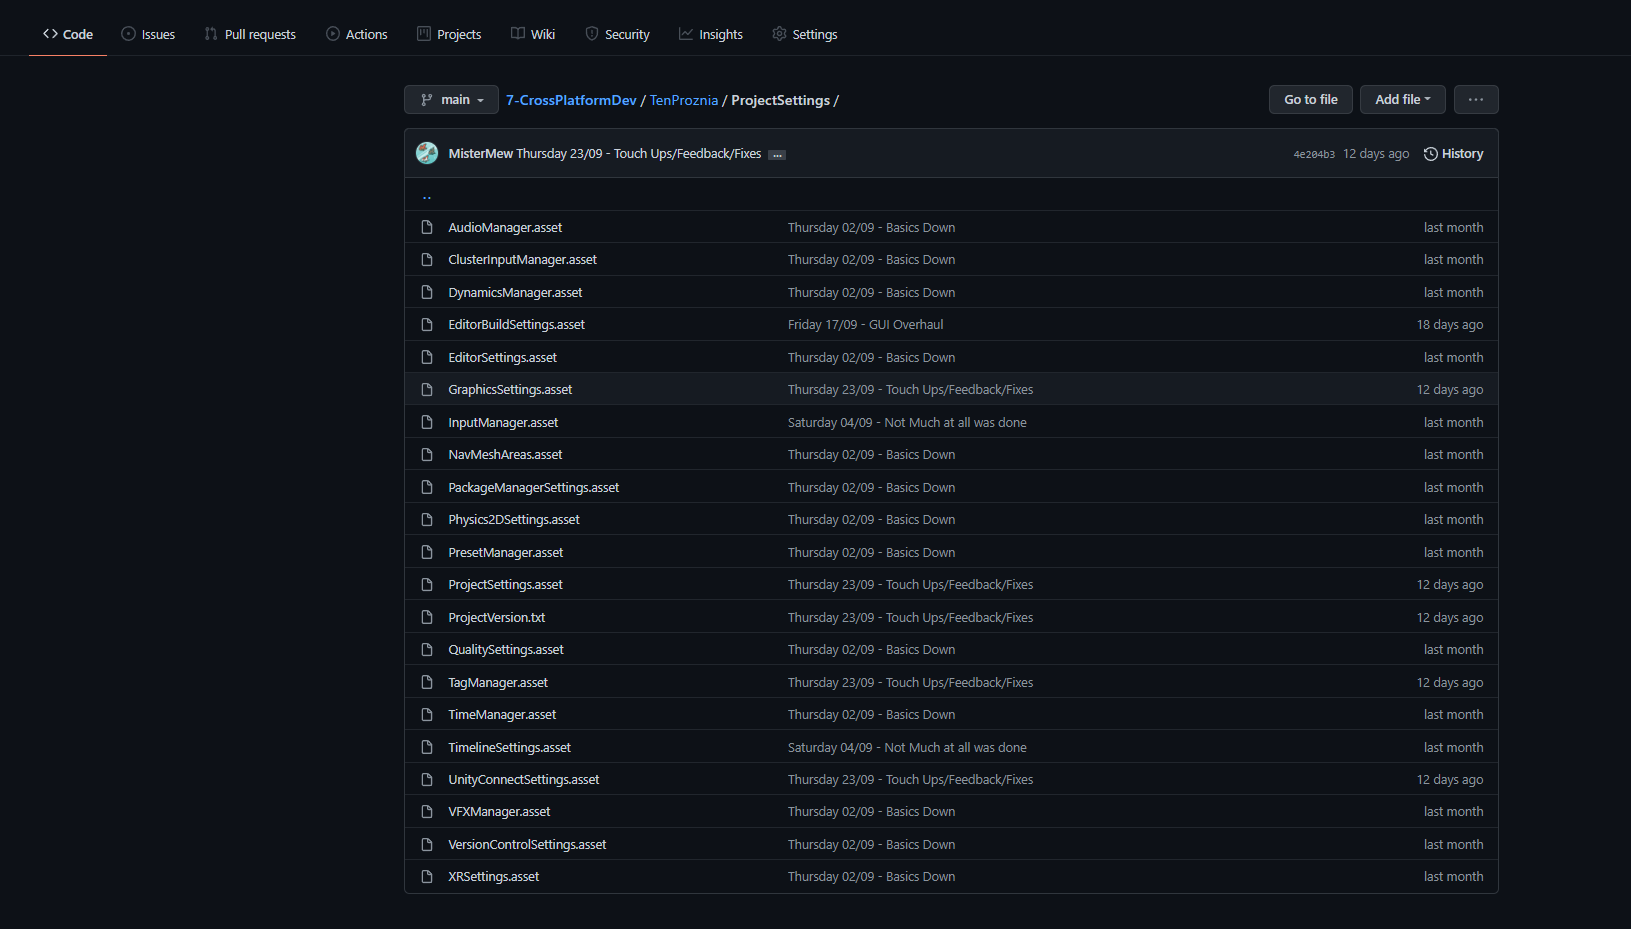 Code Issues Pull requests Actions Projects Wiki Security Insights Settings
main 7-CrossPlatformDev / TenProznia / ProjectSettings / Go to file Add file ...
MisterMew Thursday 23/09 - Touch Ups/Feedback/Fixes ... 4e204b3 12 days ago History
..
AudioManager.asset Thursday 02/09 - Basics Down last month
ClusterInputManager.asset Thursday 02/09 - Basics Down last month
DynamicsManager.asset Thursday 02/09 - Basics Down last month
EditorBuildSettings.asset Friday 17/09 - GUI Overhaul 18 days ago
EditorSettings.asset Thursday 02/09 - Basics Down last month
GraphicsSettings.asset Thursday 23/09 - Touch Ups/Feedback/Fixes 12 days ago
InputManager.asset Saturday 04/09 - Not Much at all was done last month
NavMeshAreas.asset Thursday 02/09 - Basics Down last month
PackageManagerSettings.asset Thursday 02/09 - Basics Down last month
Physics2DSettings.asset Thursday 02/09 - Basics Down last month
PresetManager.asset Thursday 02/09 - Basics Down last month
ProjectSettings.asset Thursday 23/09 - Touch Ups/Feedback/Fixes 12 days ago
ProjectVersion.txt Thursday 23/09 - Touch Ups/Feedback/Fixes 12 days ago
QualitySettings.asset Thursday 02/09 - Basics Down last month
TagManager.asset Thursday 23/09 - Touch Ups/Feedback/Fixes 12 days ago
TimeManager.asset Thursday 02/09 - Basics Down last month
TimelineSettings.asset Saturday 04/09 - Not Much at all was done last month
UnityConnectSettings.asset Thursday 23/09 - Touch Ups/Feedback/Fixes 12 days ago
VFXManager.asset Thursday 02/09 - Basics Down last month
VersionControlSettings.asset Thursday 02/09 - Basics Down last month
XRSettings.asset Thursday 02/09 - Basics Down last month